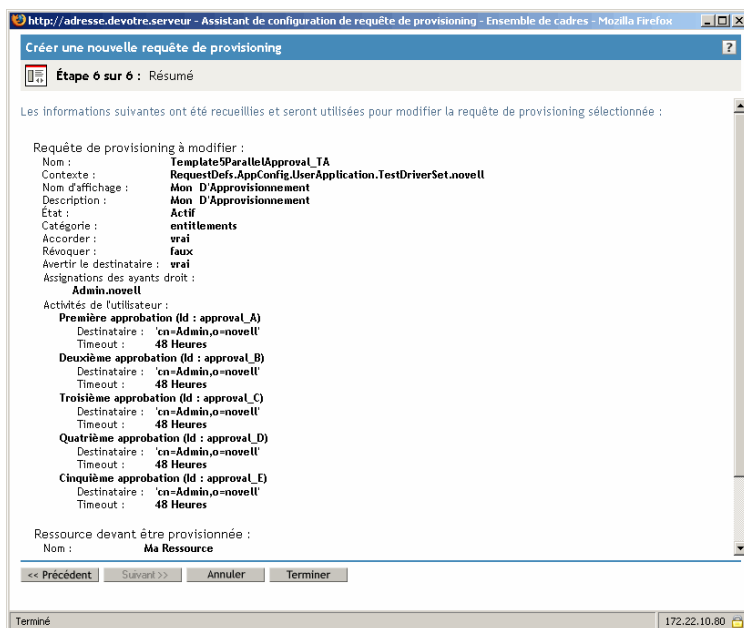 http://adresse.devotre.serveur - Assistant de configuration de requête de provisioning - Ensemble de cadres - Mozilla Firefox
Créer une nouvelle requête de provisioning
?
Étape 6 sur 6 : Résumé
Les informations suivantes ont été recueillies et seront utilisées pour modifier la requête de provisioning sélectionnée :
Requête de provisioning à modifier :
Nom : Template5ParallelApproval_TA
Contexte : RequestDefs.AppConfig.UserApplication.TestDriverSet.novell
Nom d'affichage : Mon D'Approvisionnement
Description : Mon D'Approvisionnement
État : Actif
Catégorie : entitlements
Accorder : vrai
Révoquer : faux
Avertir le destinataire : vrai
Assignations des ayants droit :
Admin.novell
Activités de l'utilisateur :
Première approbation (Id : approval_A)
Destinataire : 'cn=Admin,o=novell'
Timeout : 48 Heures
Deuxième approbation (Id : approval_B)
Destinataire : 'cn=Admin,o=novell'
Timeout : 48 Heures
Troisième approbation (Id : approval_C)
Destinataire : 'cn=Admin,o=novell'
Timeout : 48 Heures
Quatrième approbation (Id : approval_D)
Destinataire : 'cn=Admin,o=novell'
Timeout : 48 Heures
Cinquième approbation (Id : approval_E)
Destinataire : 'cn=Admin,o=novell'
Timeout : 48 Heures
Ressource devant être provisionnée :
Nom : Ma Ressource
<< Précédent Suivant >> Annuler Terminer
Terminé 172.22.10.80